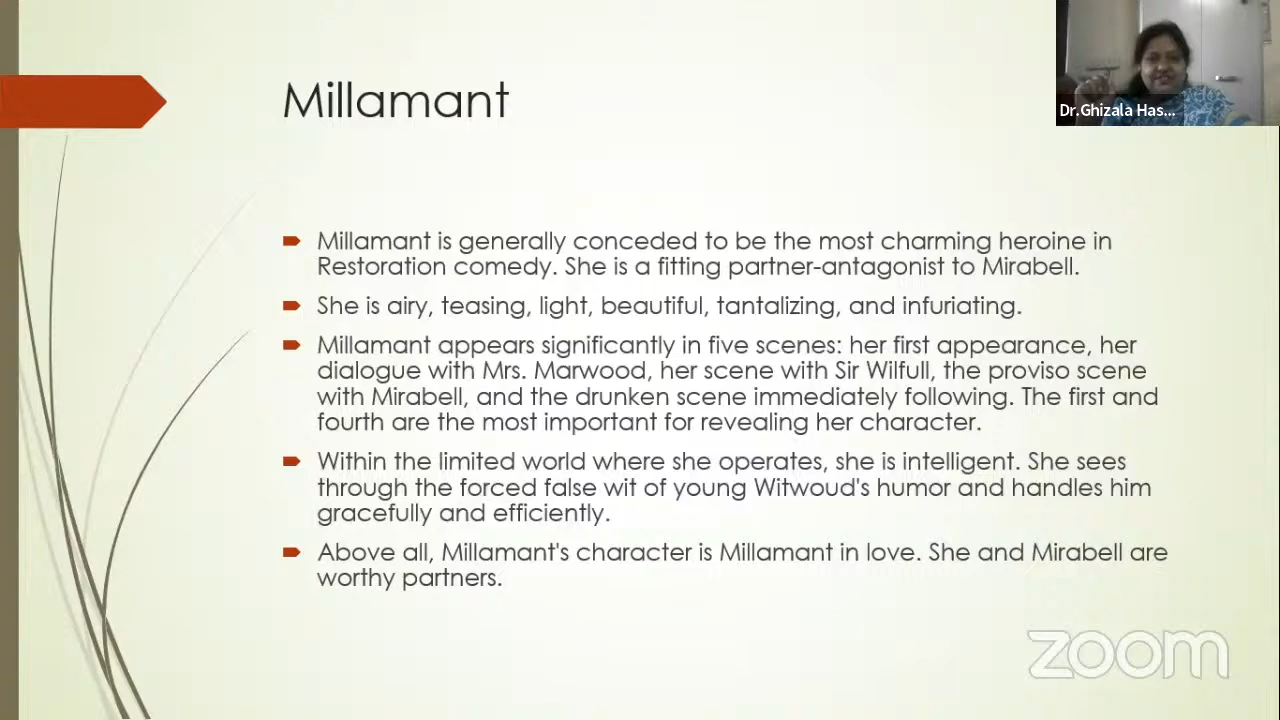 Millamant
Dr.Ghizala Has...
Millamant is generally conceded to be the most charming heroine in
Restoration comedy. She is a fitting partner-antagonist to Mirabell.
She is airy, teasing, light, beautiful, tantalizing, and infuriating.
Millamant appears significantly in five scenes: her first appearance, her
dialogue with Mrs. Marwood, her scene with Sir Wilfull, the proviso scene
with Mirabell, and the drunken scene immediately following. The first and
fourth are the most important for revealing her character.
Within the limited world where she operates, she is intelligent. She sees
through the forced false wit of young Witwoud's humor and handles him
gracefully and efficiently.
Above all, Millamant's character is Millamant in love. She and Mirabell are
worthy partners.
zoom